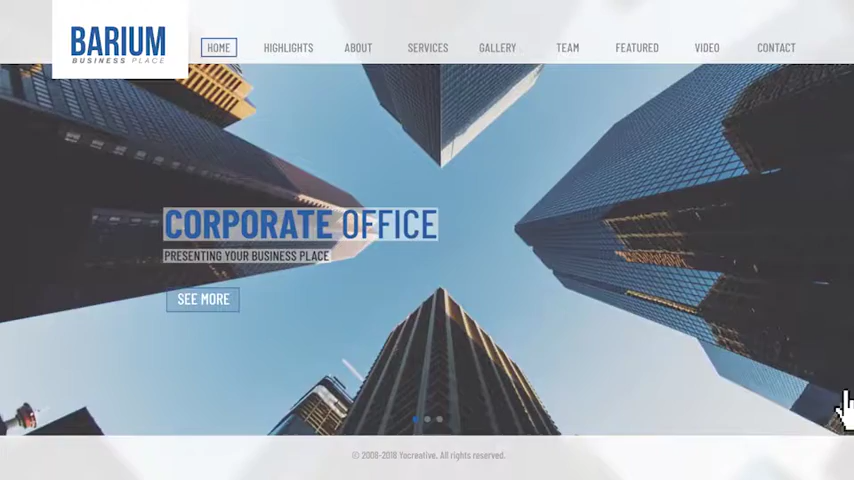 BARIUM
BUSINESS PLACE
HOME HIGHLIGHTS ABOUT SERVICES GALLERY TEAM FEATURED VIDEO CONTACT
CORPORATE OFFICE
PRESENTING YOUR BUSINESS PLACE
SEE MORE
© 2008-2018 Yocreative. All rights reserved.